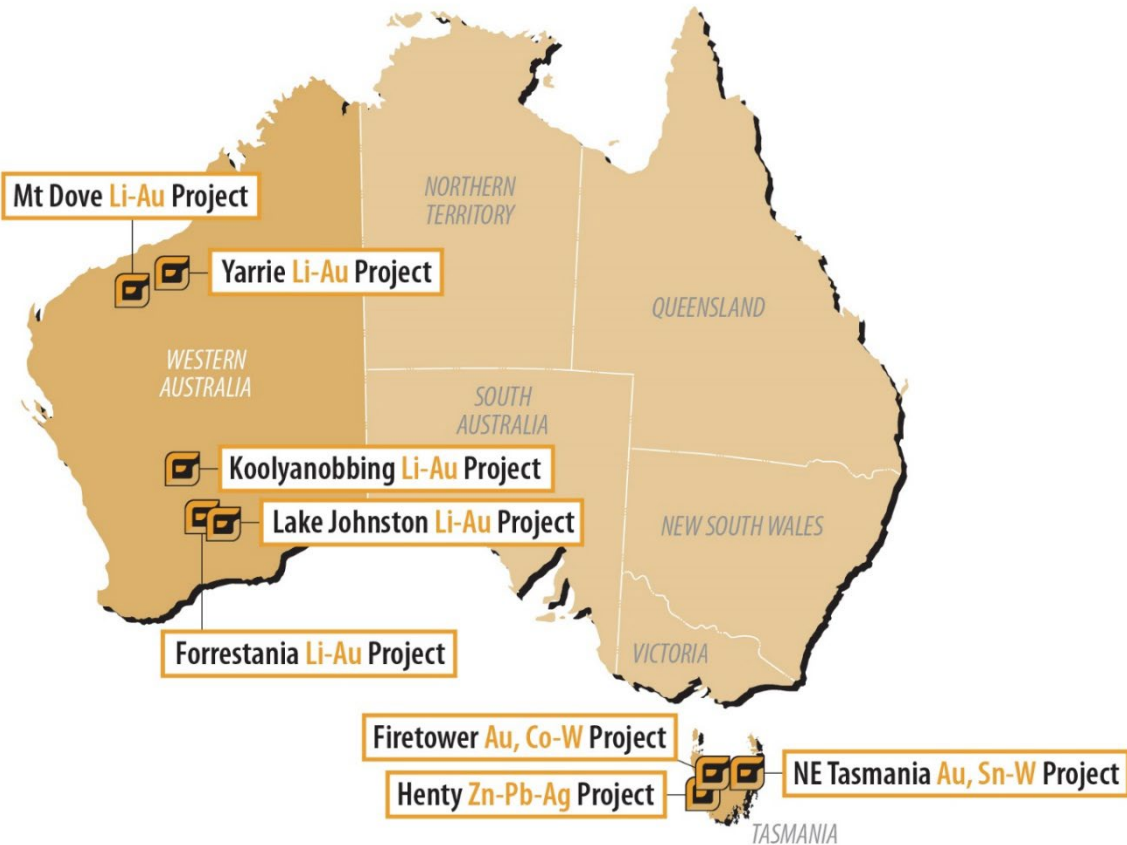 Mt Dove Li-Au Project
Yarrie Li-Au Project
NORTHERN
TERRITORY
QUEENSLAND
WESTERN
AUSTRALIA
SOUTH
AUSTRALIA
Koolyanobbing Li-Au Project
Lake Johnston Li-Au Project
NEW SOUTH WALES
Forrestania Li-Au Project
VICTORIA
Firetower Au, Co-W Project
NE Tasmania Au, Sn-W Project
Henty Zn-Pb-Ag Project
TASMANIA